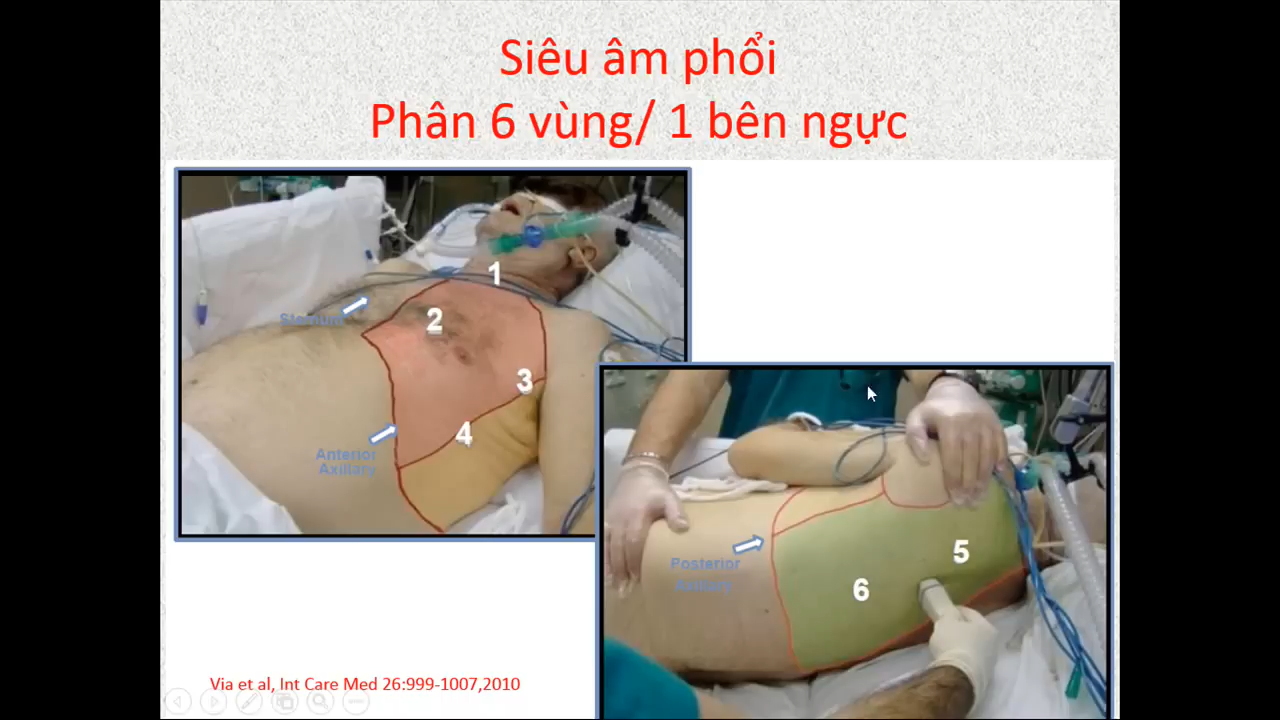 Siêu âm phổi
Phân 6 vùng/ 1 bên ngực
1
2
Sternum
3
4
Anterior
Axillary
5
6
Posterior
Axillary
Via et al, Int Care Med 26:999-1007,2010